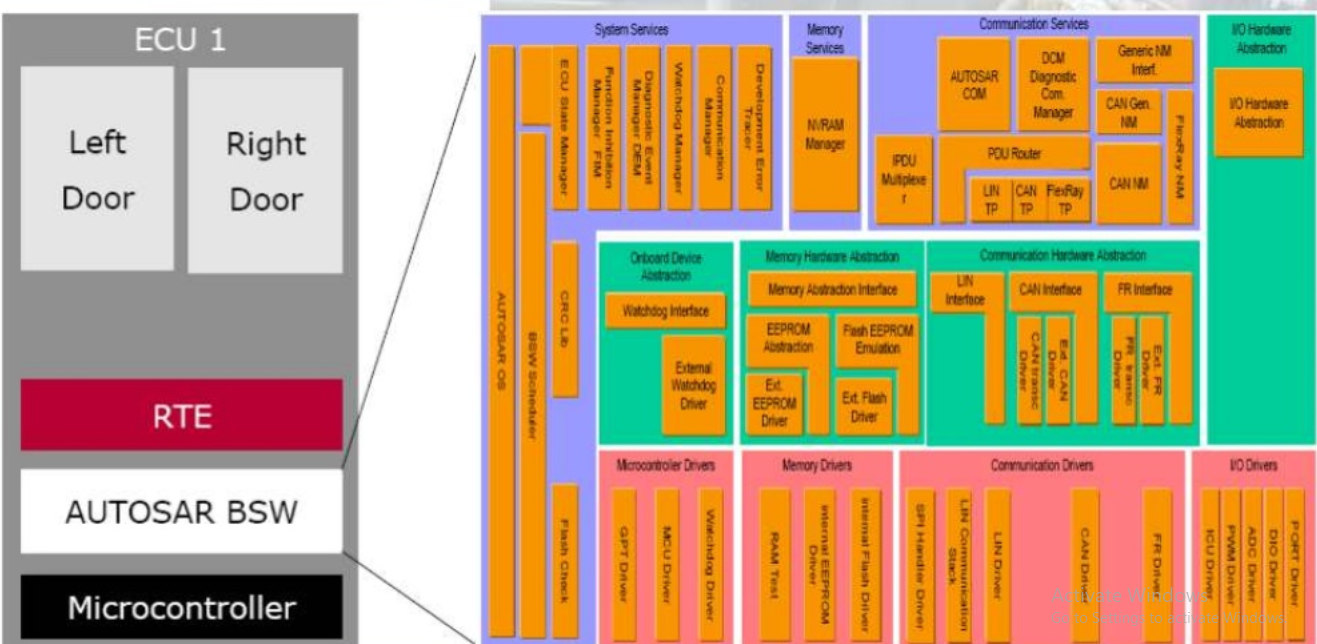 ECU 1
Left
Door
Right
Door
RTE
AUTOSAR BSW
Microcontroller
System Services
AUTOSAR OS
BSW Scheduler
ECU State Manager
Function Inhibition
Manager FIM
Diagnostic Event
Manager DEM
Watchdog Manager
Communication
Manager
Development Error
Tracer
CRC Lib
Flash Check
Memory
Services
NVRAM
Manager
Communication Services
AUTOSAR
COM
DCM
Diagnostic
Com.
Manager
Generic NM
Interf.
CAN Gen.
NM
FlexRay NM
CAN NM
IPDU
Multiplexe
r
PDU Router
LIN
TP
CAN
TP
FlexRay
TP
I/O Hardware
Abstraction
I/O Hardware
Abstraction
Onboard Device
Abstraction
Watchdog Interface
External
Watchdog
Driver
Memory Hardware Abstraction
Memory Abstraction Interface
EEPROM
Abstraction
Flash EEPROM
Emulation
Ext.
EEPROM
Driver
Ext. Flash
Driver
Communication Hardware Abstraction
LIN
Interface
CAN Interface
CAN transc
Driver
Ext. CAN
Driver
FR Interface
FR transc
Driver
Ext. FR
Driver
Microcontroller Drivers
GPT Driver
MCU Driver
Watchdog Driver
Memory Drivers
RAM Test
internal EEPROM
Driver
internal Flash Driver
Communication Drivers
SPI Handler Driver
LIN Communication
Stack
LIN Driver
CAN Driver
FR Driver
I/O Drivers
ICU Driver
PWM Driver
ADC Driver
DIO Driver
PORT Driver
Activate Windows
Go to Settings to activate Windows.